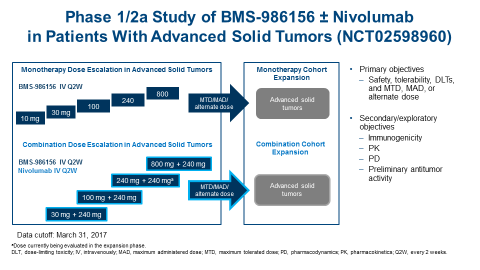 Phase 1/2a Study of BMS-986156 ± Nivolumab
in Patients With Advanced Solid Tumors (NCT02598960)
Monotherapy Dose Escalation in Advanced Solid Tumors
BMS-986156 IV Q2W
10 mg
30 mg
100
240
800
MTD/MAD/
alternate dose
Monotherapy Cohort
Expansion
Advanced solid
tumors
Combination Dose Escalation in Advanced Solid Tumors
BMS-986156 IV Q2W
Nivolumab IV Q2W
30 mg + 240 mg
100 mg + 240 mg
240 mg + 240 mgª
800 mg + 240 mg
MTD/MAD/
alternate dose
Combination Cohort
Expansion
Advanced solid
tumors
• Primary objectives
– Safety, tolerability, DLTs,
and MTD, MAD, or
alternate dose
• Secondary/exploratory
objectives
– Immunogenicity
– PK
– PD
– Preliminary antitumor
activity
Data cutoff: March 31, 2017
ªDose currently being evaluated in the expansion phase.
DLT, dose-limiting toxicity; IV, intravenously; MAD, maximum administered dose; MTD, maximum tolerated dose; PD, pharmacodynamics; PK, pharmacokinetics; Q2W, every 2 weeks.